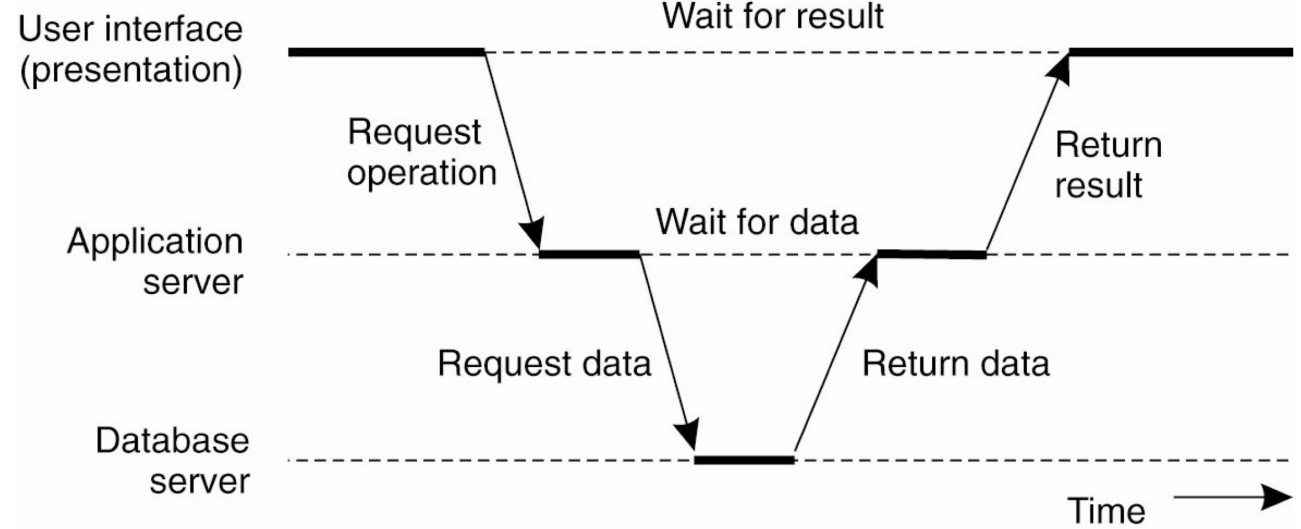 User interface
(presentation)
Wait for result
Request
operation
Return
result
Application
server
Wait for data
Request data
Return data
Database
server
Time